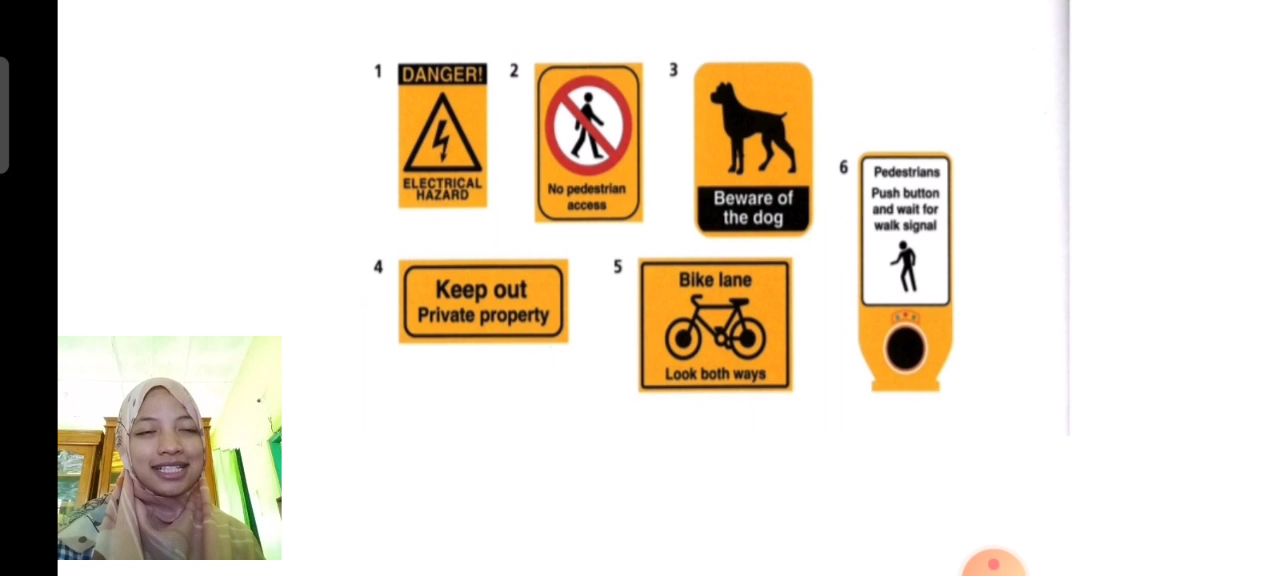 1
DANGER!
ELECTRICAL
HAZARD
2
No pedestrian
access
3
Beware of
the dog
4
Keep out
Private property
5
Bike lane
Look both ways
6
Pedestrians
Push button
and wait for
walk signal